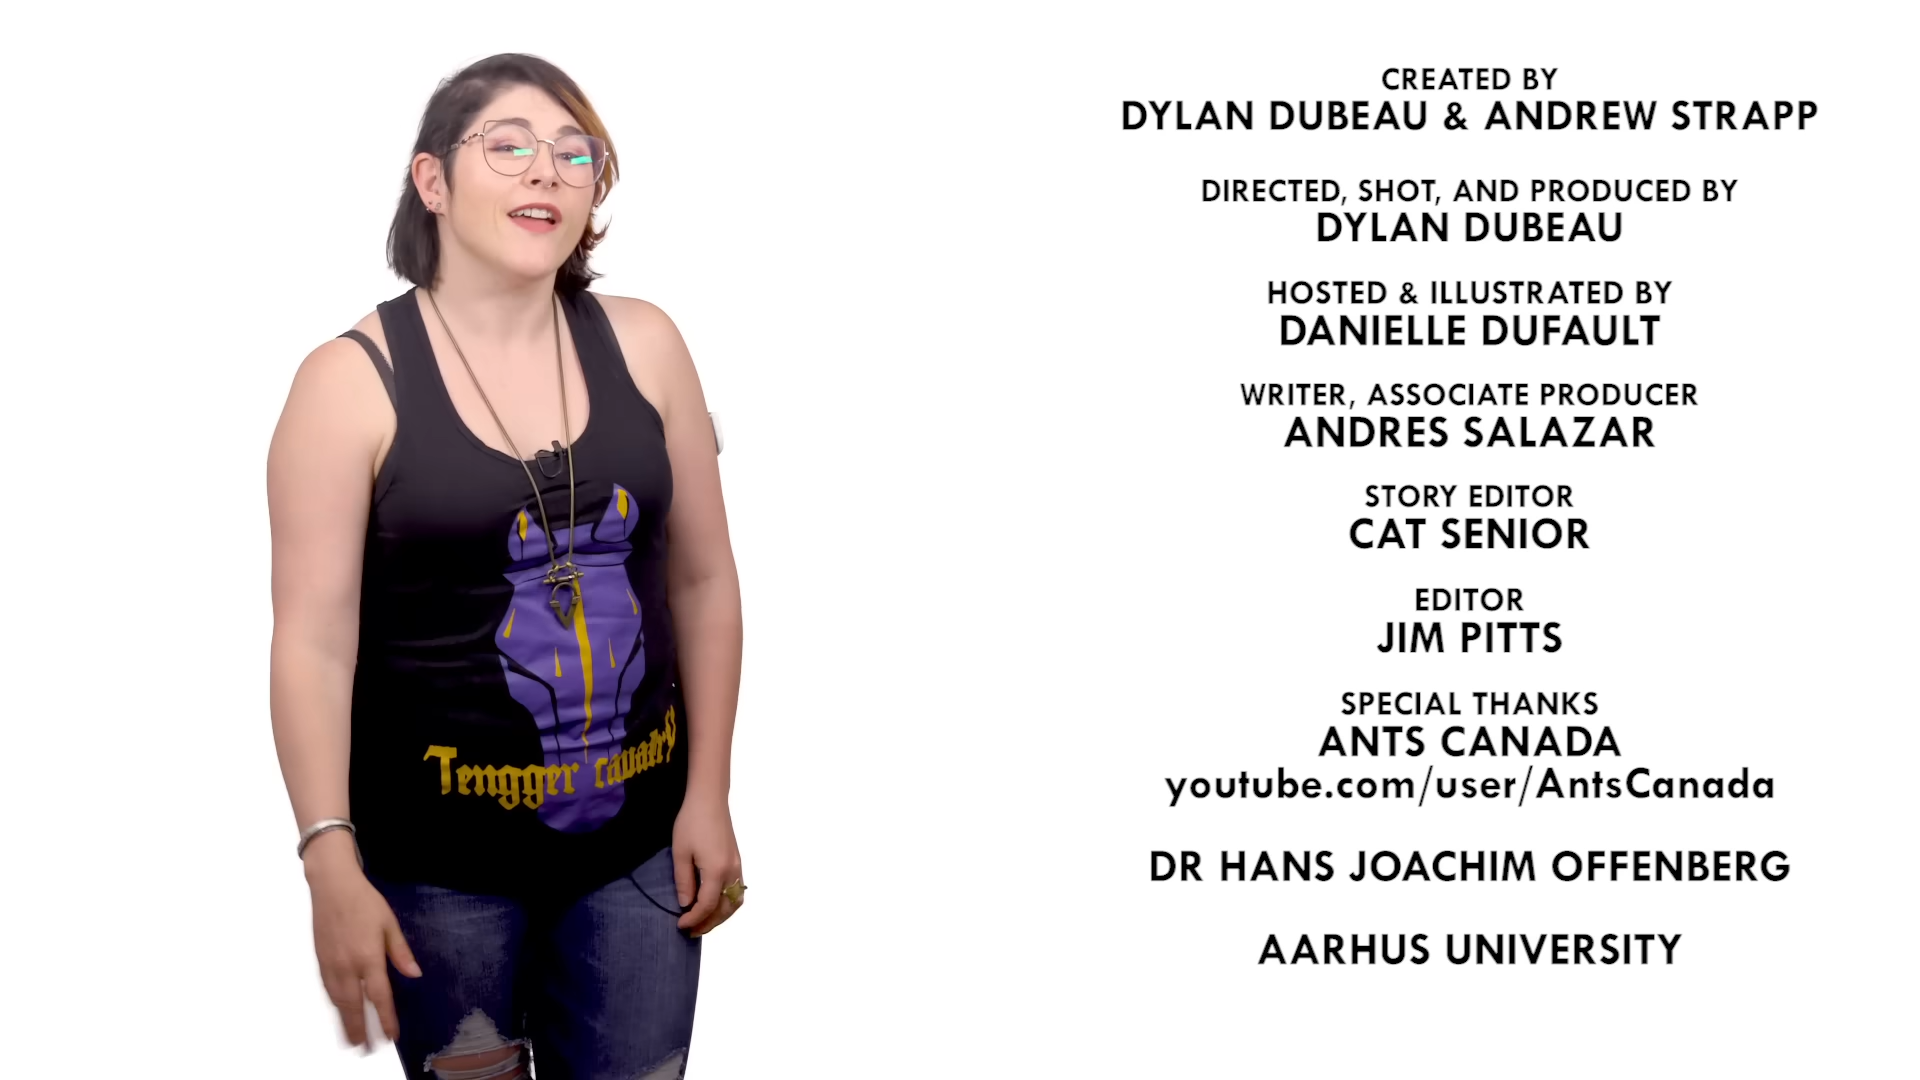 CREATED BY
DYLAN DUBEAU & ANDREW STRAPP
DIRECTED, SHOT, AND PRODUCED BY
DYLAN DUBEAU
HOSTED & ILLUSTRATED BY
DANIELLE DUFAULT
WRITER, ASSOCIATE PRODUCER
ANDRES SALAZAR
STORY EDITOR
CAT SENIOR
EDITOR
JIM PITTS
SPECIAL THANKS
ANTS CANADA
youtube.com/user/AntsCanada
DR HANS JOACHIM OFFENBERG
AARHUS UNIVERSITY
Tengger cavalry